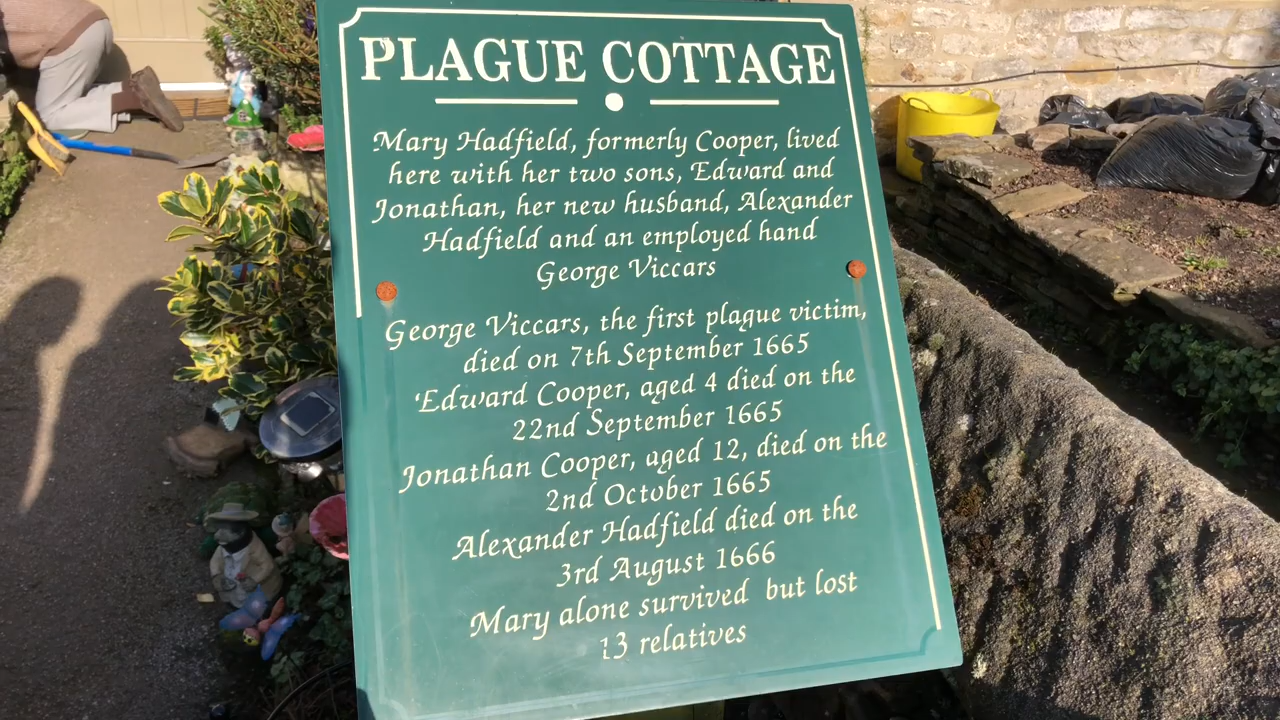 PLAGUE COTTAGE
Mary Hadfield, formerly Cooper, lived
here with her two sons, Edward and
Jonathan, her new husband, Alexander
Hadfield and an employed hand
George Viccars
George Viccars, the first plague victim,
died on 7th September 1665
Edward Cooper, aged 4 died on the
22nd September 1665
Jonathan Cooper, aged 12, died on the
2nd October 1665
Alexander Hadfield died on the
3rd August 1666
Mary alone survived but lost
13 relatives